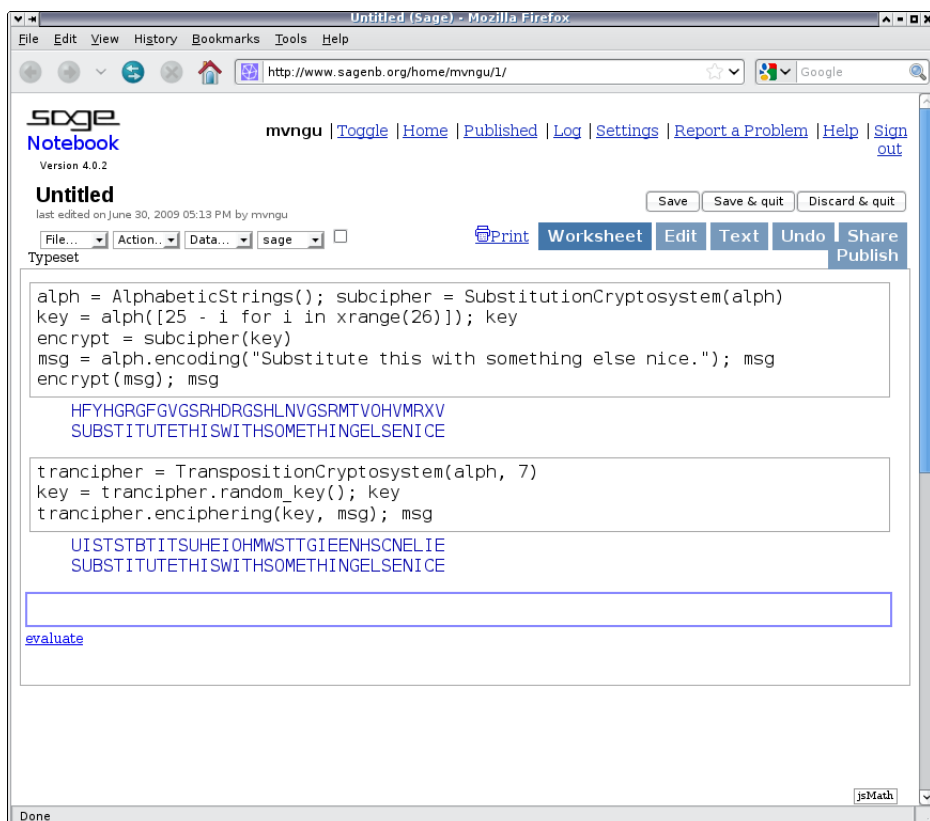 Untitled (Sage) - Mozilla Firefox
File Edit View History Bookmarks Tools Help
http://www.sagenb.org/home/mvngu/1/
Google
sage
Notebook
Version 4.0.2
mvngu | Toggle | Home | Published | Log | Settings | Report a Problem | Help | Sign
out
Untitled
last edited on June 30, 2009 05:13 PM by mvngu
Save Save & quit Discard & quit
File... Action.. Data... sage
Typeset
Print Worksheet Edit Text Undo Share
Publish
alph = AlphabeticStrings(); subcipher = SubstitutionCryptosystem(alph)
key = alph([25 - i for i in xrange(26)]); key
encrypt = subcipher(key)
msg = alph.encoding("Substitute this with something else nice."); msg
encrypt(msg); msg
HFYHGRGFGVGSRHDRGSHLNVGSRMTVOHVMRXV
SUBSTITUTETHISWITHSOMETHINGELSENICE
trancipher = TranspositionCryptosystem(alph, 7)
key = trancipher.random_key(); key
trancipher.enciphering(key, msg); msg
UISTSTBTITSUHEIOHMWSTTGIEENHSCNELIE
SUBSTITUTETHISWITHSOMETHINGELSENICE
evaluate
jsMath
Done